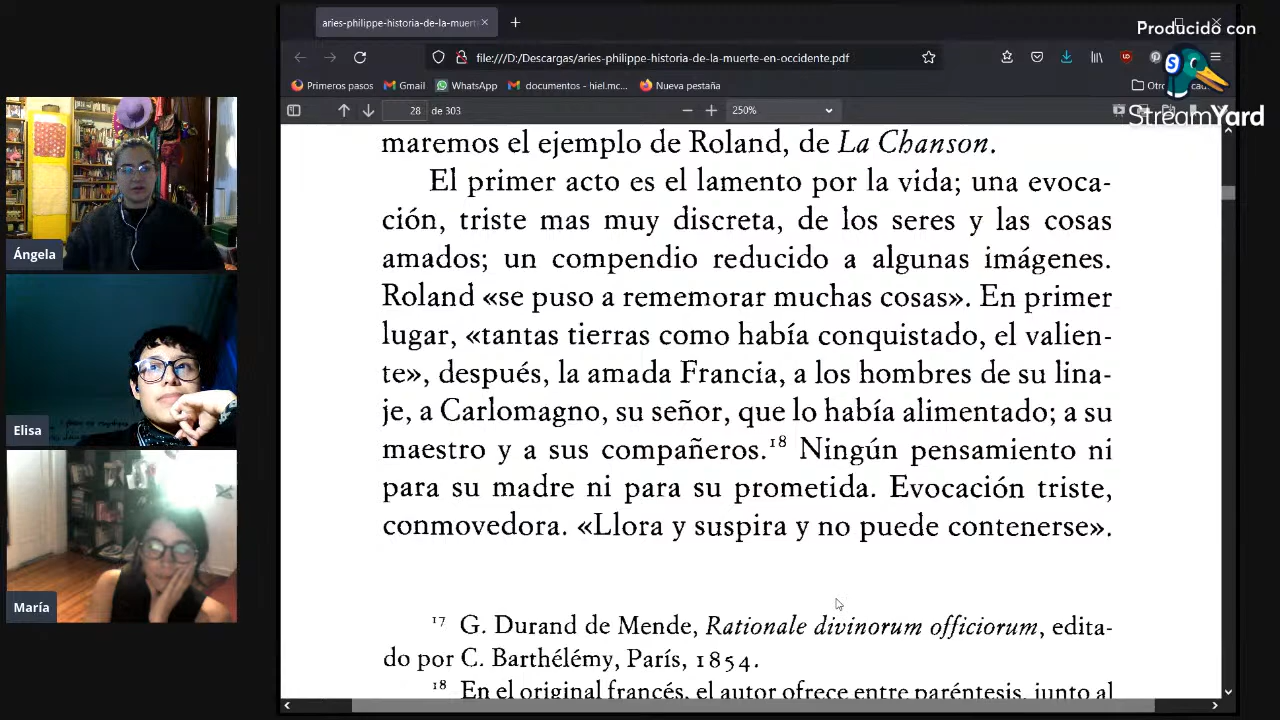 aries-philippe-historia-de-la-muert
Producido con
file:///D:/Descargas/aries-philippe-historia-de-la-muerte-en-occidente.pdf
Primeros pasos
Gmail
WhatsApp
documentos - hiel.mc...
Nueva pestaña
StreamYard
28 de 303
250%
maremos el ejemplo de Roland, de La Chanson.
El primer acto es el lamento por la vida; una evoca-
ción, triste mas muy discreta, de los seres y las cosas
amados; un compendio reducido a algunas imágenes.
Roland «se puso a rememorar muchas cosas». En primer
lugar, «tantas tierras como había conquistado, el valien-
te», después, la amada Francia, a los hombres de su lina-
je, a Carlomagno, su señor, que lo había alimentado; a su
maestro y a sus compañeros.18 Ningún pensamiento ni
para su madre ni para su prometida. Evocación triste,
conmovedora. «Llora y suspira y no puede contenerse».
17 G. Durand de Mende, Rationale divinorum officiorum, edita-
do por C. Barthélémy, París, 1854.
18 En el original francés, el autor ofrece entre paréntesis, junto al
Ángela
Elisa
María